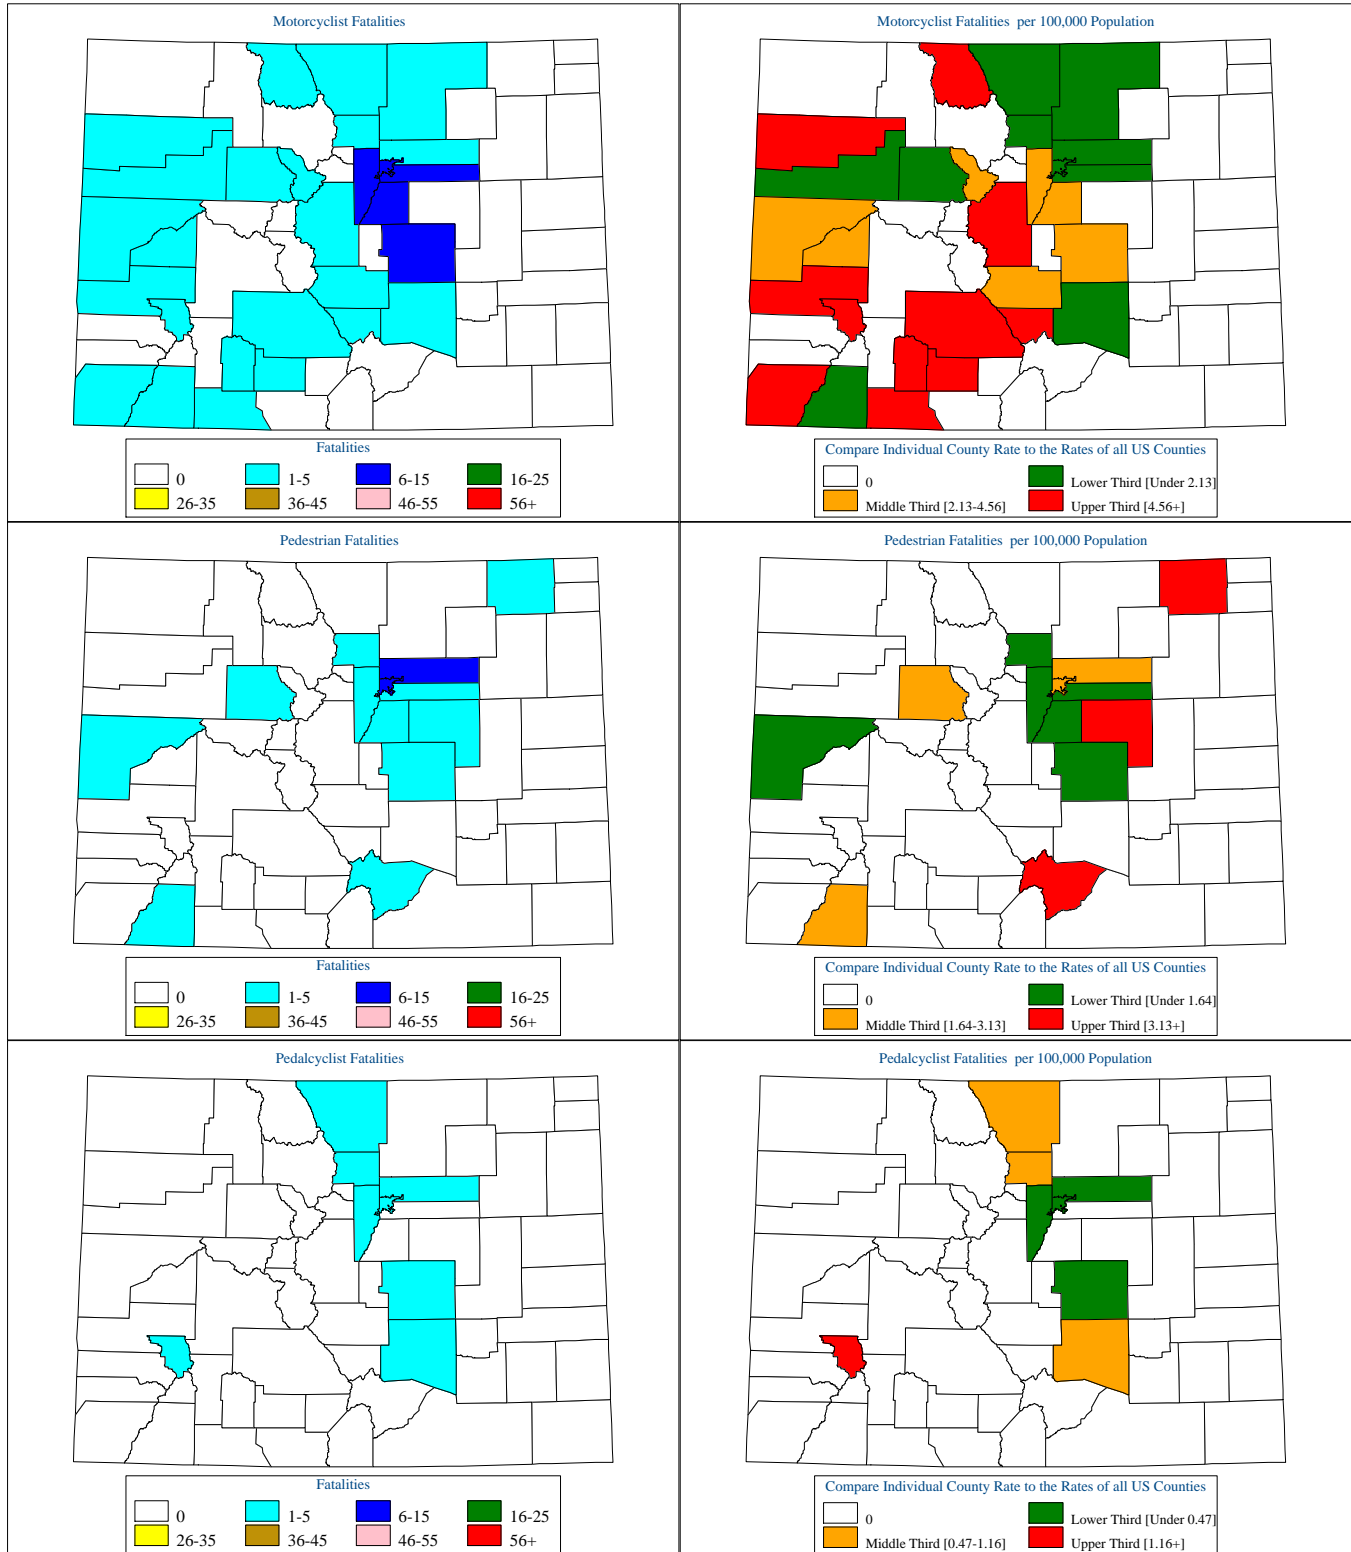 Motorcyclist Fatalities
Fatalities
0 1-5 6-15 16-25
26-35 36-45 46-55 56+
Motorcyclist Fatalities per 100,000 Population
Compare Individual County Rate to the Rates of all US Counties
0 Lower Third [Under 2.13]
Middle Third [2.13-4.56] Upper Third [4.56+]
Pedestrian Fatalities
Fatalities
0 1-5 6-15 16-25
26-35 36-45 46-55 56+
Pedestrian Fatalities per 100,000 Population
Compare Individual County Rate to the Rates of all US Counties
0 Lower Third [Under 1.64]
Middle Third [1.64-3.13] Upper Third [3.13+]
Pedalcyclist Fatalities
Fatalities
0 1-5 6-15 16-25
26-35 36-45 46-55 56+
Pedalcyclist Fatalities per 100,000 Population
Compare Individual County Rate to the Rates of all US Counties
0 Lower Third [Under 0.47]
Middle Third [0.47-1.16] Upper Third [1.16+]